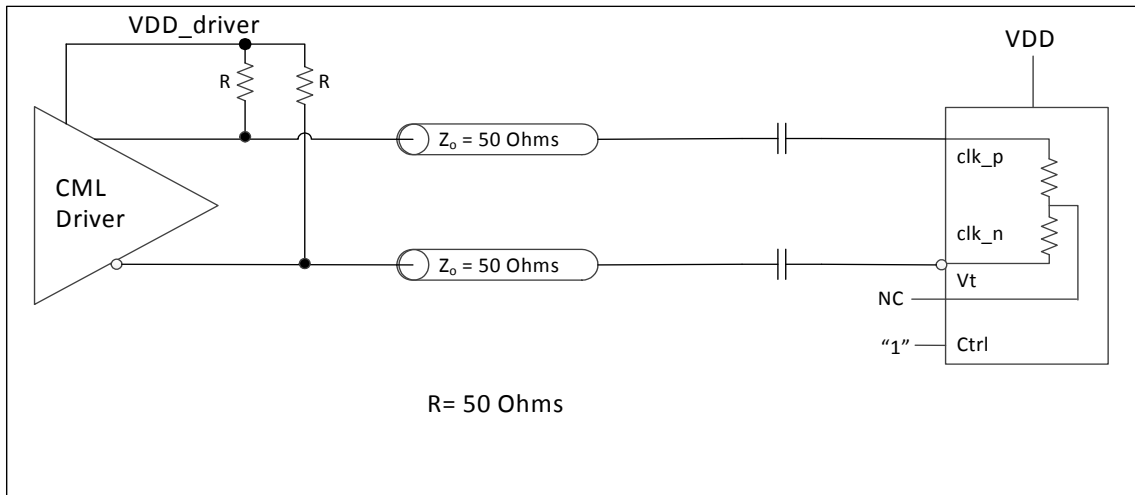 VDD_driver
VDD
R
R
Zₒ = 50 Ohms
clk_p
CML
Driver
clk_n
Zₒ = 50 Ohms
Vt
NC
"1"
Ctrl
R= 50 Ohms